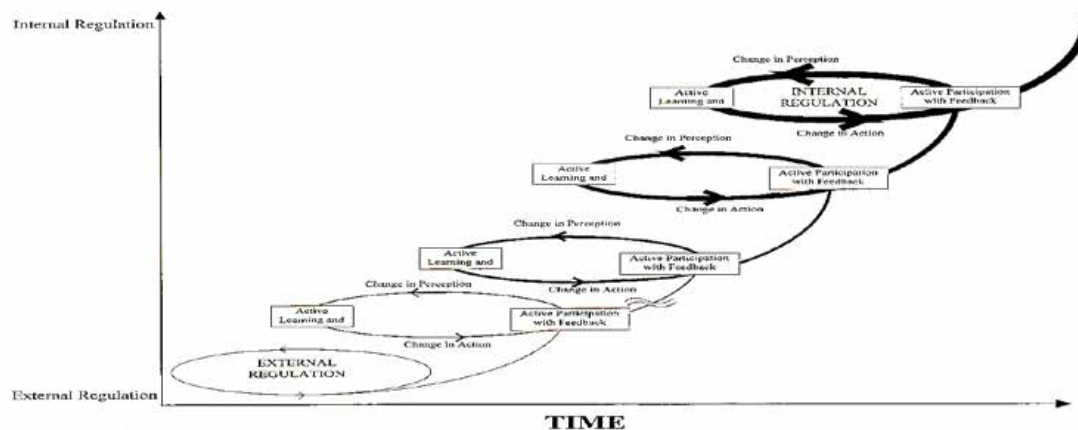 Internal Regulation
Change in Perception
Active
Learning and
INTERNAL
REGULATION
Active Participation
with Feedback
Change in Action
Change in Perception
Active
Learning and
Active Participation
with Feedback
Change in Action
Change in Perception
Active
Learning and
Active Participation
with Feedback
Change in Action
Change in Perception
Active
Learning and
Active Participation
with Feedback
Change In Action
EXTERNAL
REGULATION
External Regulation
TIME